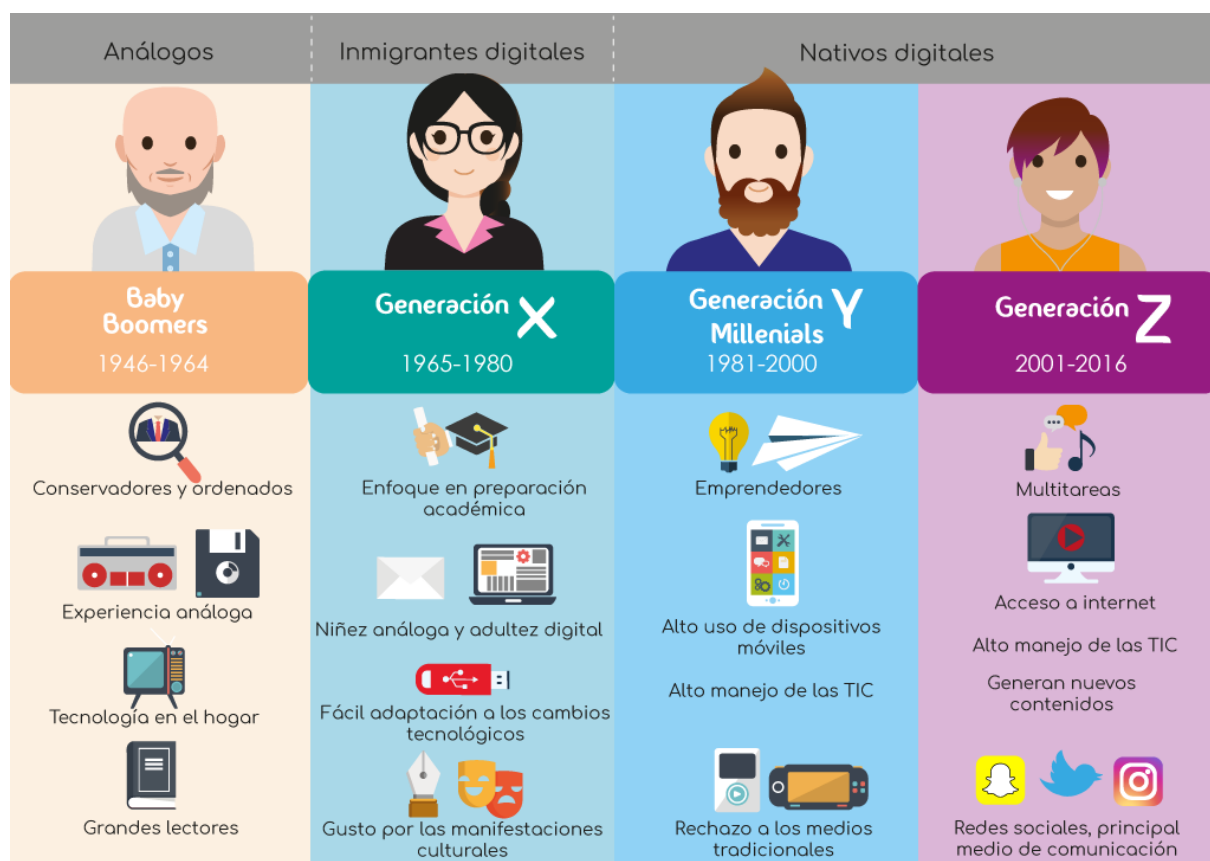 Análogos
Inmigrantes digitales
Nativos digitales
Baby
Boomers
1946-1964
Conservadores y ordenados
Experiencia análoga
Tecnología en el hogar
Grandes lectores
Generación X
1965-1980
Enfoque en preparación
académica
Niñez análoga y adultez digital
Fácil adaptación a los cambios
tecnológicos
Gusto por las manifestaciones
culturales
Generación Y
Millenials
1981-2000
Emprendedores
Alto uso de dispositivos
móviles
Alto manejo de las TIC
Rechazo a los medios
tradicionales
Generación Z
2001-2016
Multitareas
Acceso a internet
Alto manejo de las TIC
Generan nuevos
contenidos
Redes sociales, principal
medio de comunicación